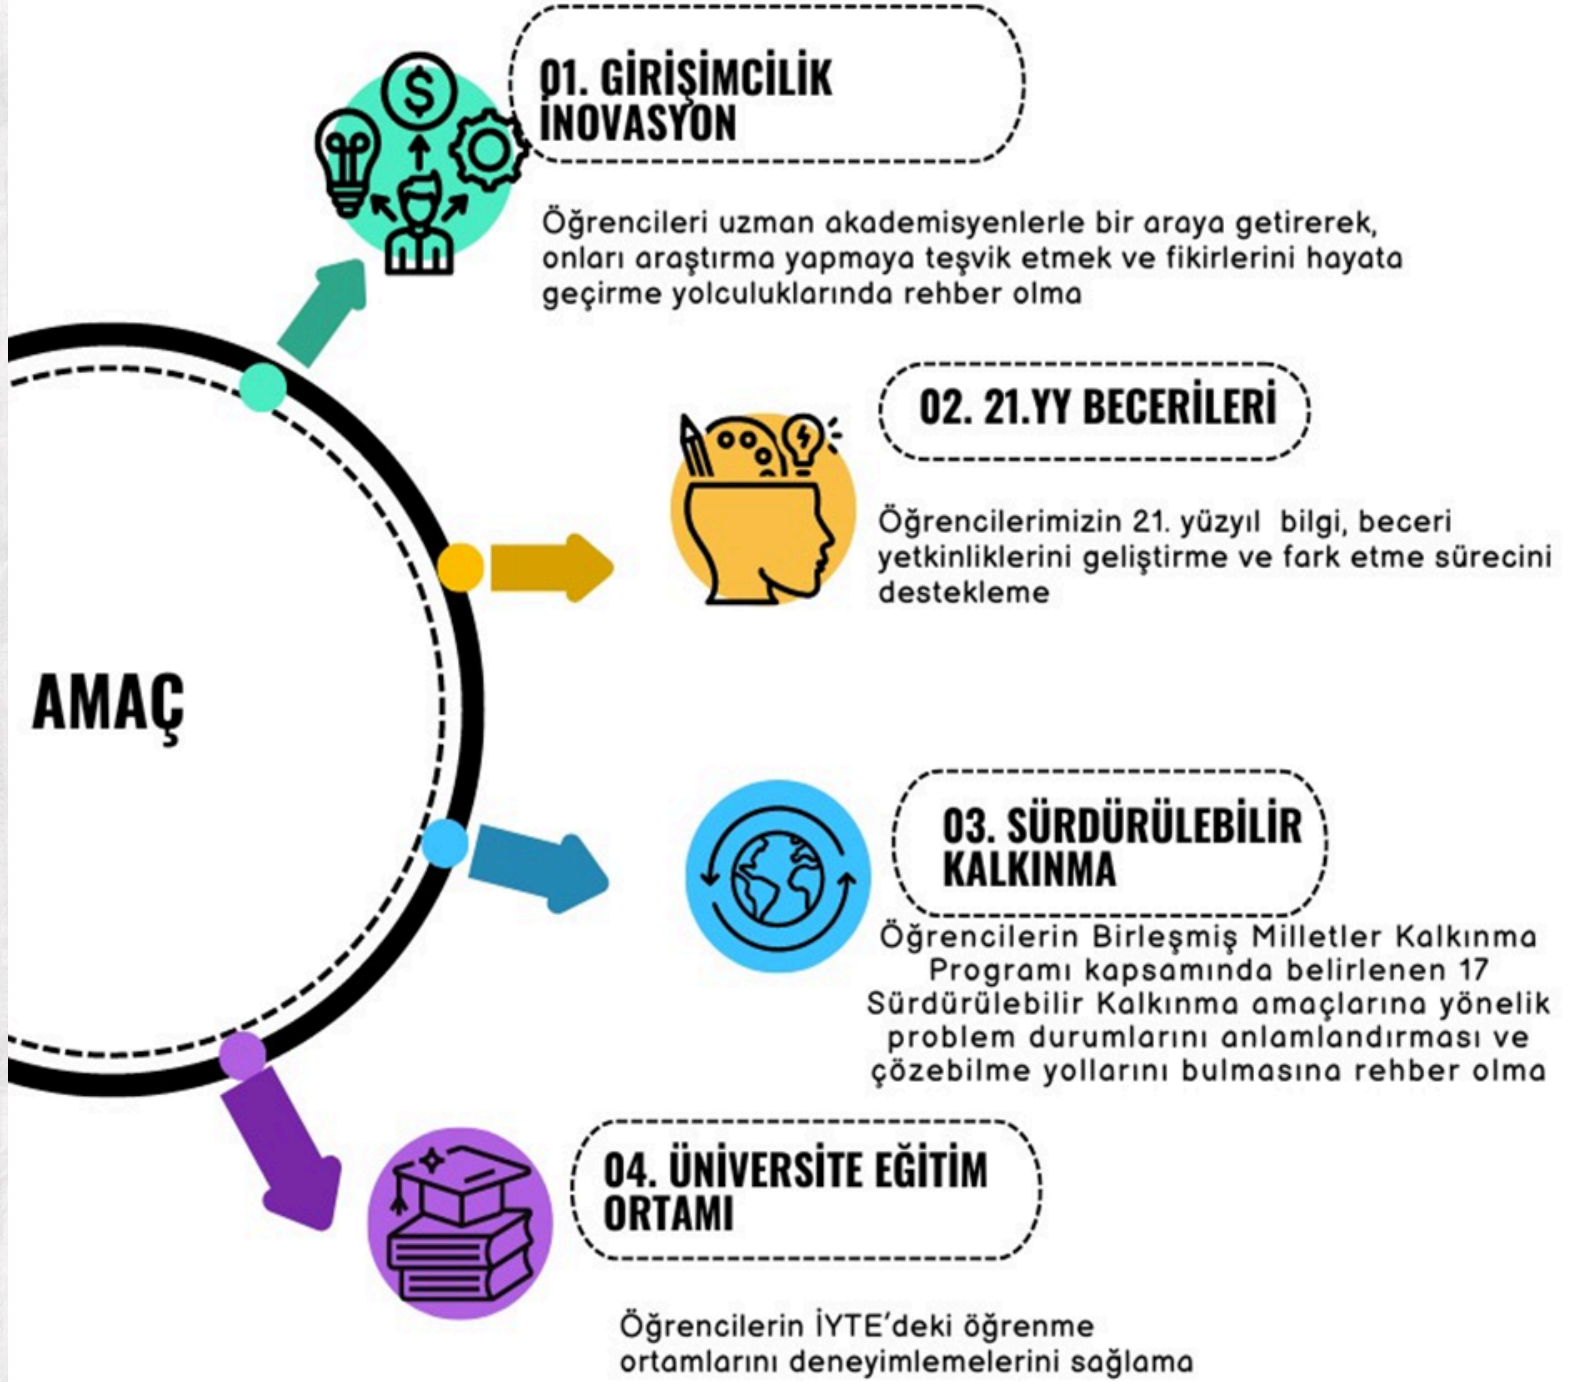 01. GİRİŞİMCİLİK
İNOVASYON
Öğrencileri uzman akademisyenlerle bir araya getirerek,
onları araştırma yapmaya teşvik etmek ve fikirlerini hayata
geçirme yolculuklarında rehber olma
02. 21.YY BECERİLERİ
Öğrencilerimizin 21. yüzyıl bilgi, beceri
yetkinliklerini geliştirme ve fark etme sürecini
destekleme
AMAÇ
03. SÜRDÜRÜLEBİLİR
KALKINMA
Öğrencilerin Birleşmiş Milletler Kalkınma
Programı kapsamında belirlenen 17
Sürdürülebilir Kalkınma amaçlarına yönelik
problem durumlarını anlamlandırması ve
çözebilme yollarını bulmasına rehber olma
04. ÜNİVERSİTE EĞİTİM
ORTAMI
Öğrencilerin İYTE'deki öğrenme
ortamlarını deneyimlemelerini sağlama